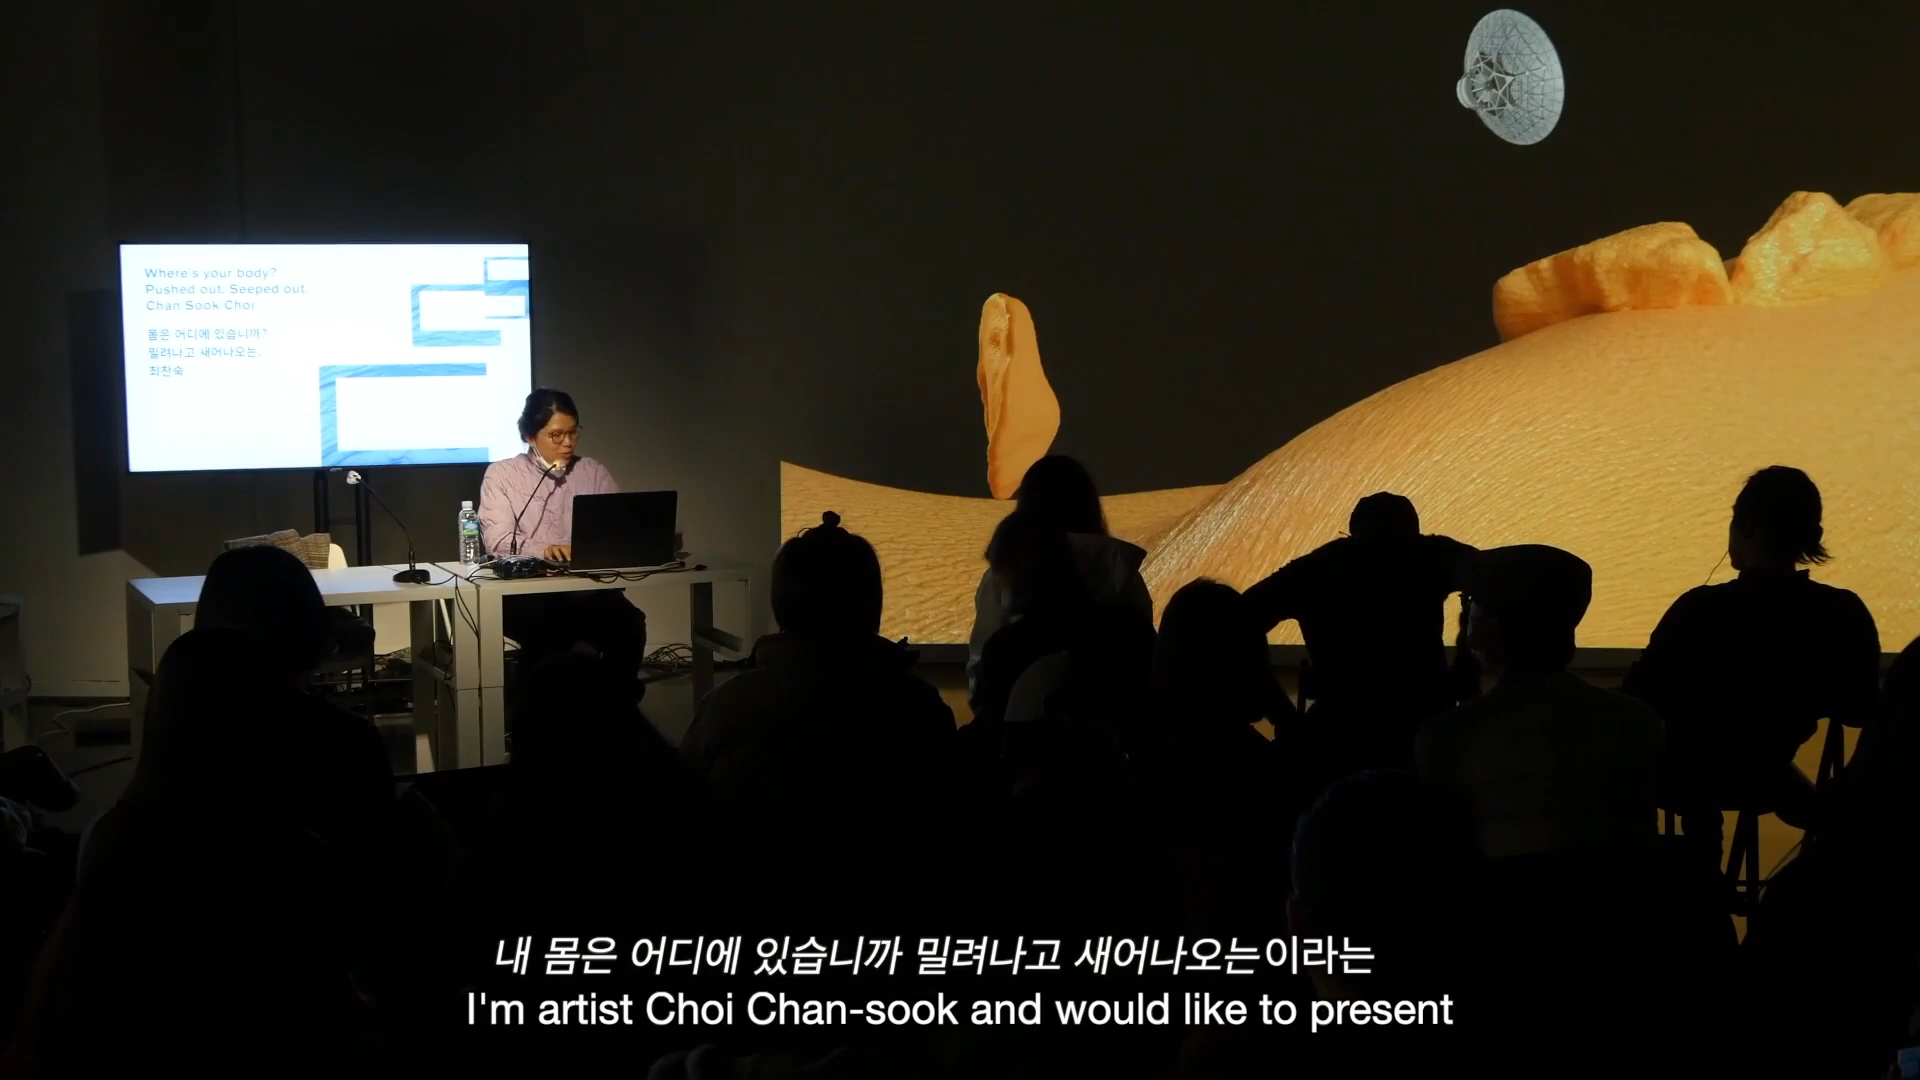 Where's your body?
Pushed out, Seeped out
Chan Sook Choi
몸은 어디에 있습니까?
밀려나고 새어나오는.
최찬숙
내 몸은 어디에 있습니까 밀려나고 새어나오는이라는
I'm artist Choi Chan-sook and would like to present